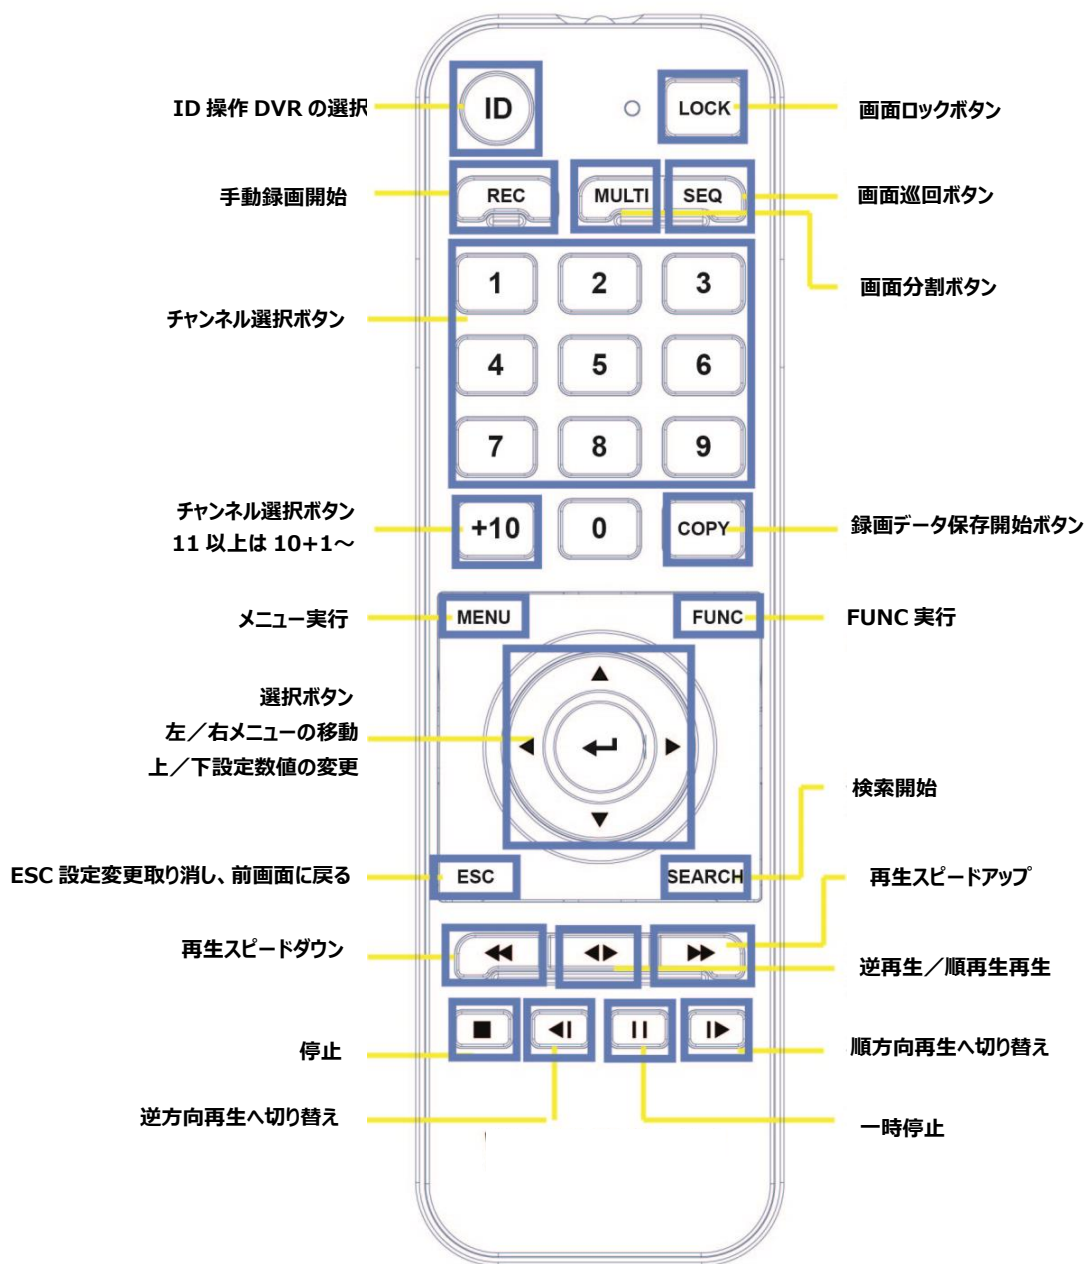 ID 操作 DVR の選択
ID
LOCK
画面ロックボタン
手動録画開始
REC
MULTI
SEQ
画面巡回ボタン
画面分割ボタン
チャンネル選択ボタン
1
2
3
4
5
6
7
8
9
チャンネル選択ボタン
11 以上は 10+1～
+10
0
COPY
録画データ保存開始ボタン
メニュー実行
MENU
FUNC
FUNC 実行
選択ボタン
左／右メニューの移動
上／下設定数値の変更
検索開始
ESC 設定変更取り消し、前画面に戻る
ESC
SEARCH
再生スピードアップ
再生スピードダウン
逆再生／順再生再生
停止
順方向再生へ切り替え
逆方向再生へ切り替え
一時停止